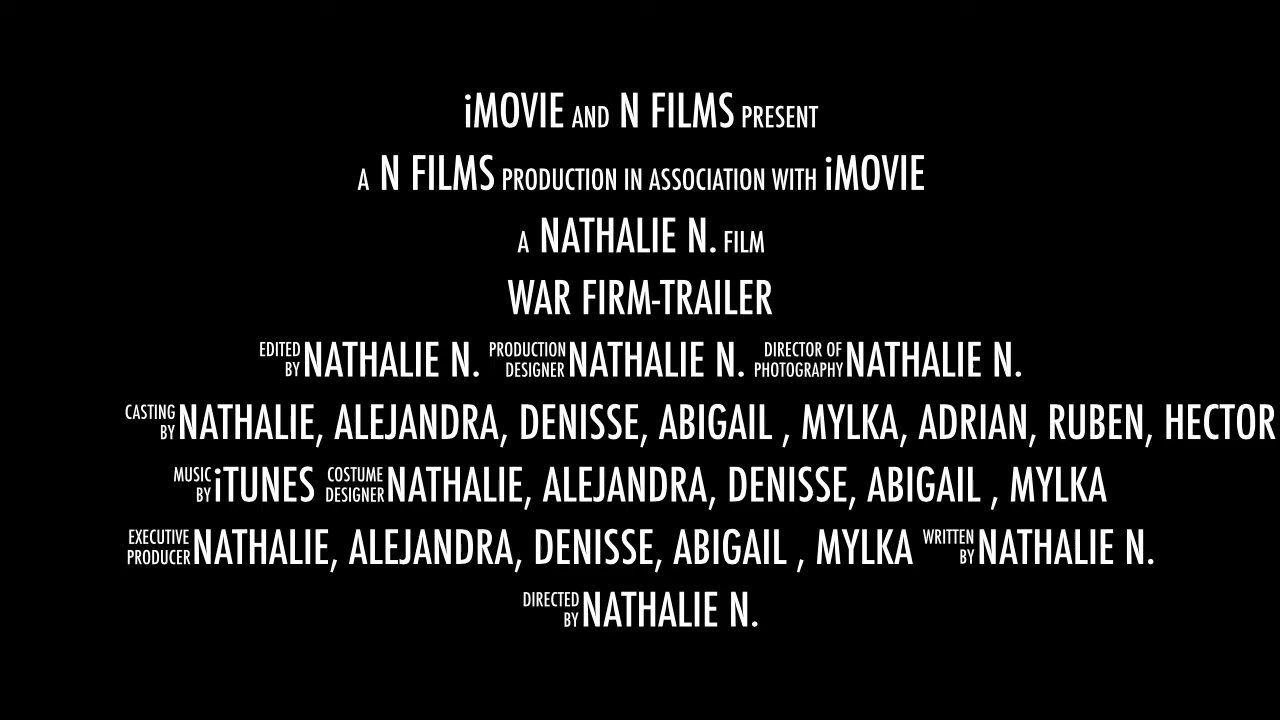 iMOVIE AND N FILMS PRESENT
A N FILMS PRODUCTION IN ASSOCIATION WITH iMOVIE
A NATHALIE N. FILM
WAR FIRM-TRAILER
EDITED BY NATHALIE N. PRODUCTION DESIGNER NATHALIE N. DIRECTOR OF PHOTOGRAPHY NATHALIE N.
CASTING BY NATHALIE, ALEJANDRA, DENISSE, ABIGAIL , MYLKA, ADRIAN, RUBEN, HECTOR
MUSIC BY iTUNES COSTUME DESIGNER NATHALIE, ALEJANDRA, DENISSE, ABIGAIL , MYLKA
EXECUTIVE PRODUCER NATHALIE, ALEJANDRA, DENISSE, ABIGAIL , MYLKA WRITTEN BY NATHALIE N.
DIRECTED BY NATHALIE N.